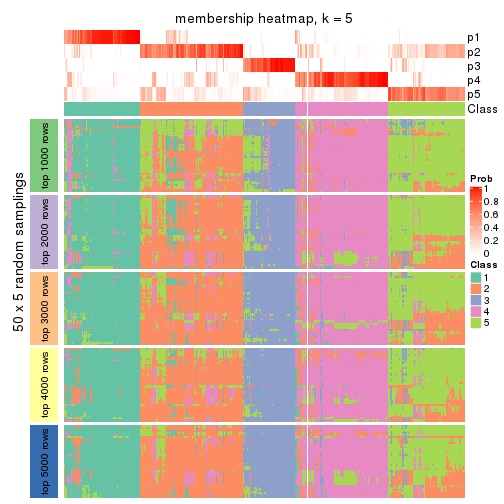 membership heatmap, k = 5
p1
p2
p3
p4
p5
Class
50 x 5 random samplings
top 1000 rows
top 2000 rows
top 3000 rows
top 4000 rows
top 5000 rows
Prob
1
0.8
0.6
0.4
0.2
0
Class
1
2
3
4
5